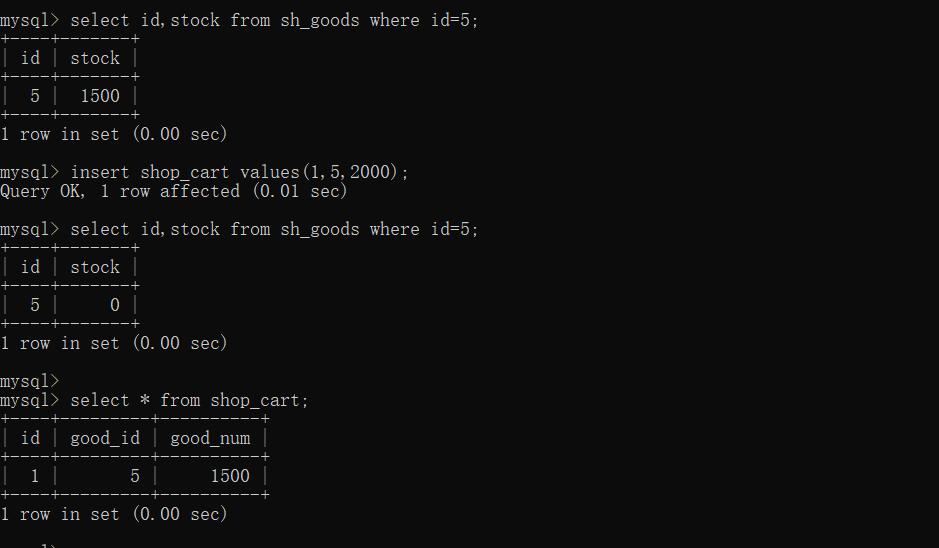 mysql> select id,stock from sh_goods where id=5;
+----+-------+
| id | stock |
+----+-------+
|  5 |  1500 |
+----+-------+
1 row in set (0.00 sec)
mysql> insert shop_cart values(1,5,2000);
Query OK, 1 row affected (0.01 sec)
mysql> select id,stock from sh_goods where id=5;
+----+-------+
| id | stock |
+----+-------+
|  5 |     0 |
+----+-------+
1 row in set (0.00 sec)
mysql>
mysql> select * from shop_cart;
+----+---------+----------+
| id | good_id | good_num |
+----+---------+----------+
|  1 |       5 |     1500 |
+----+---------+----------+
1 row in set (0.00 sec)